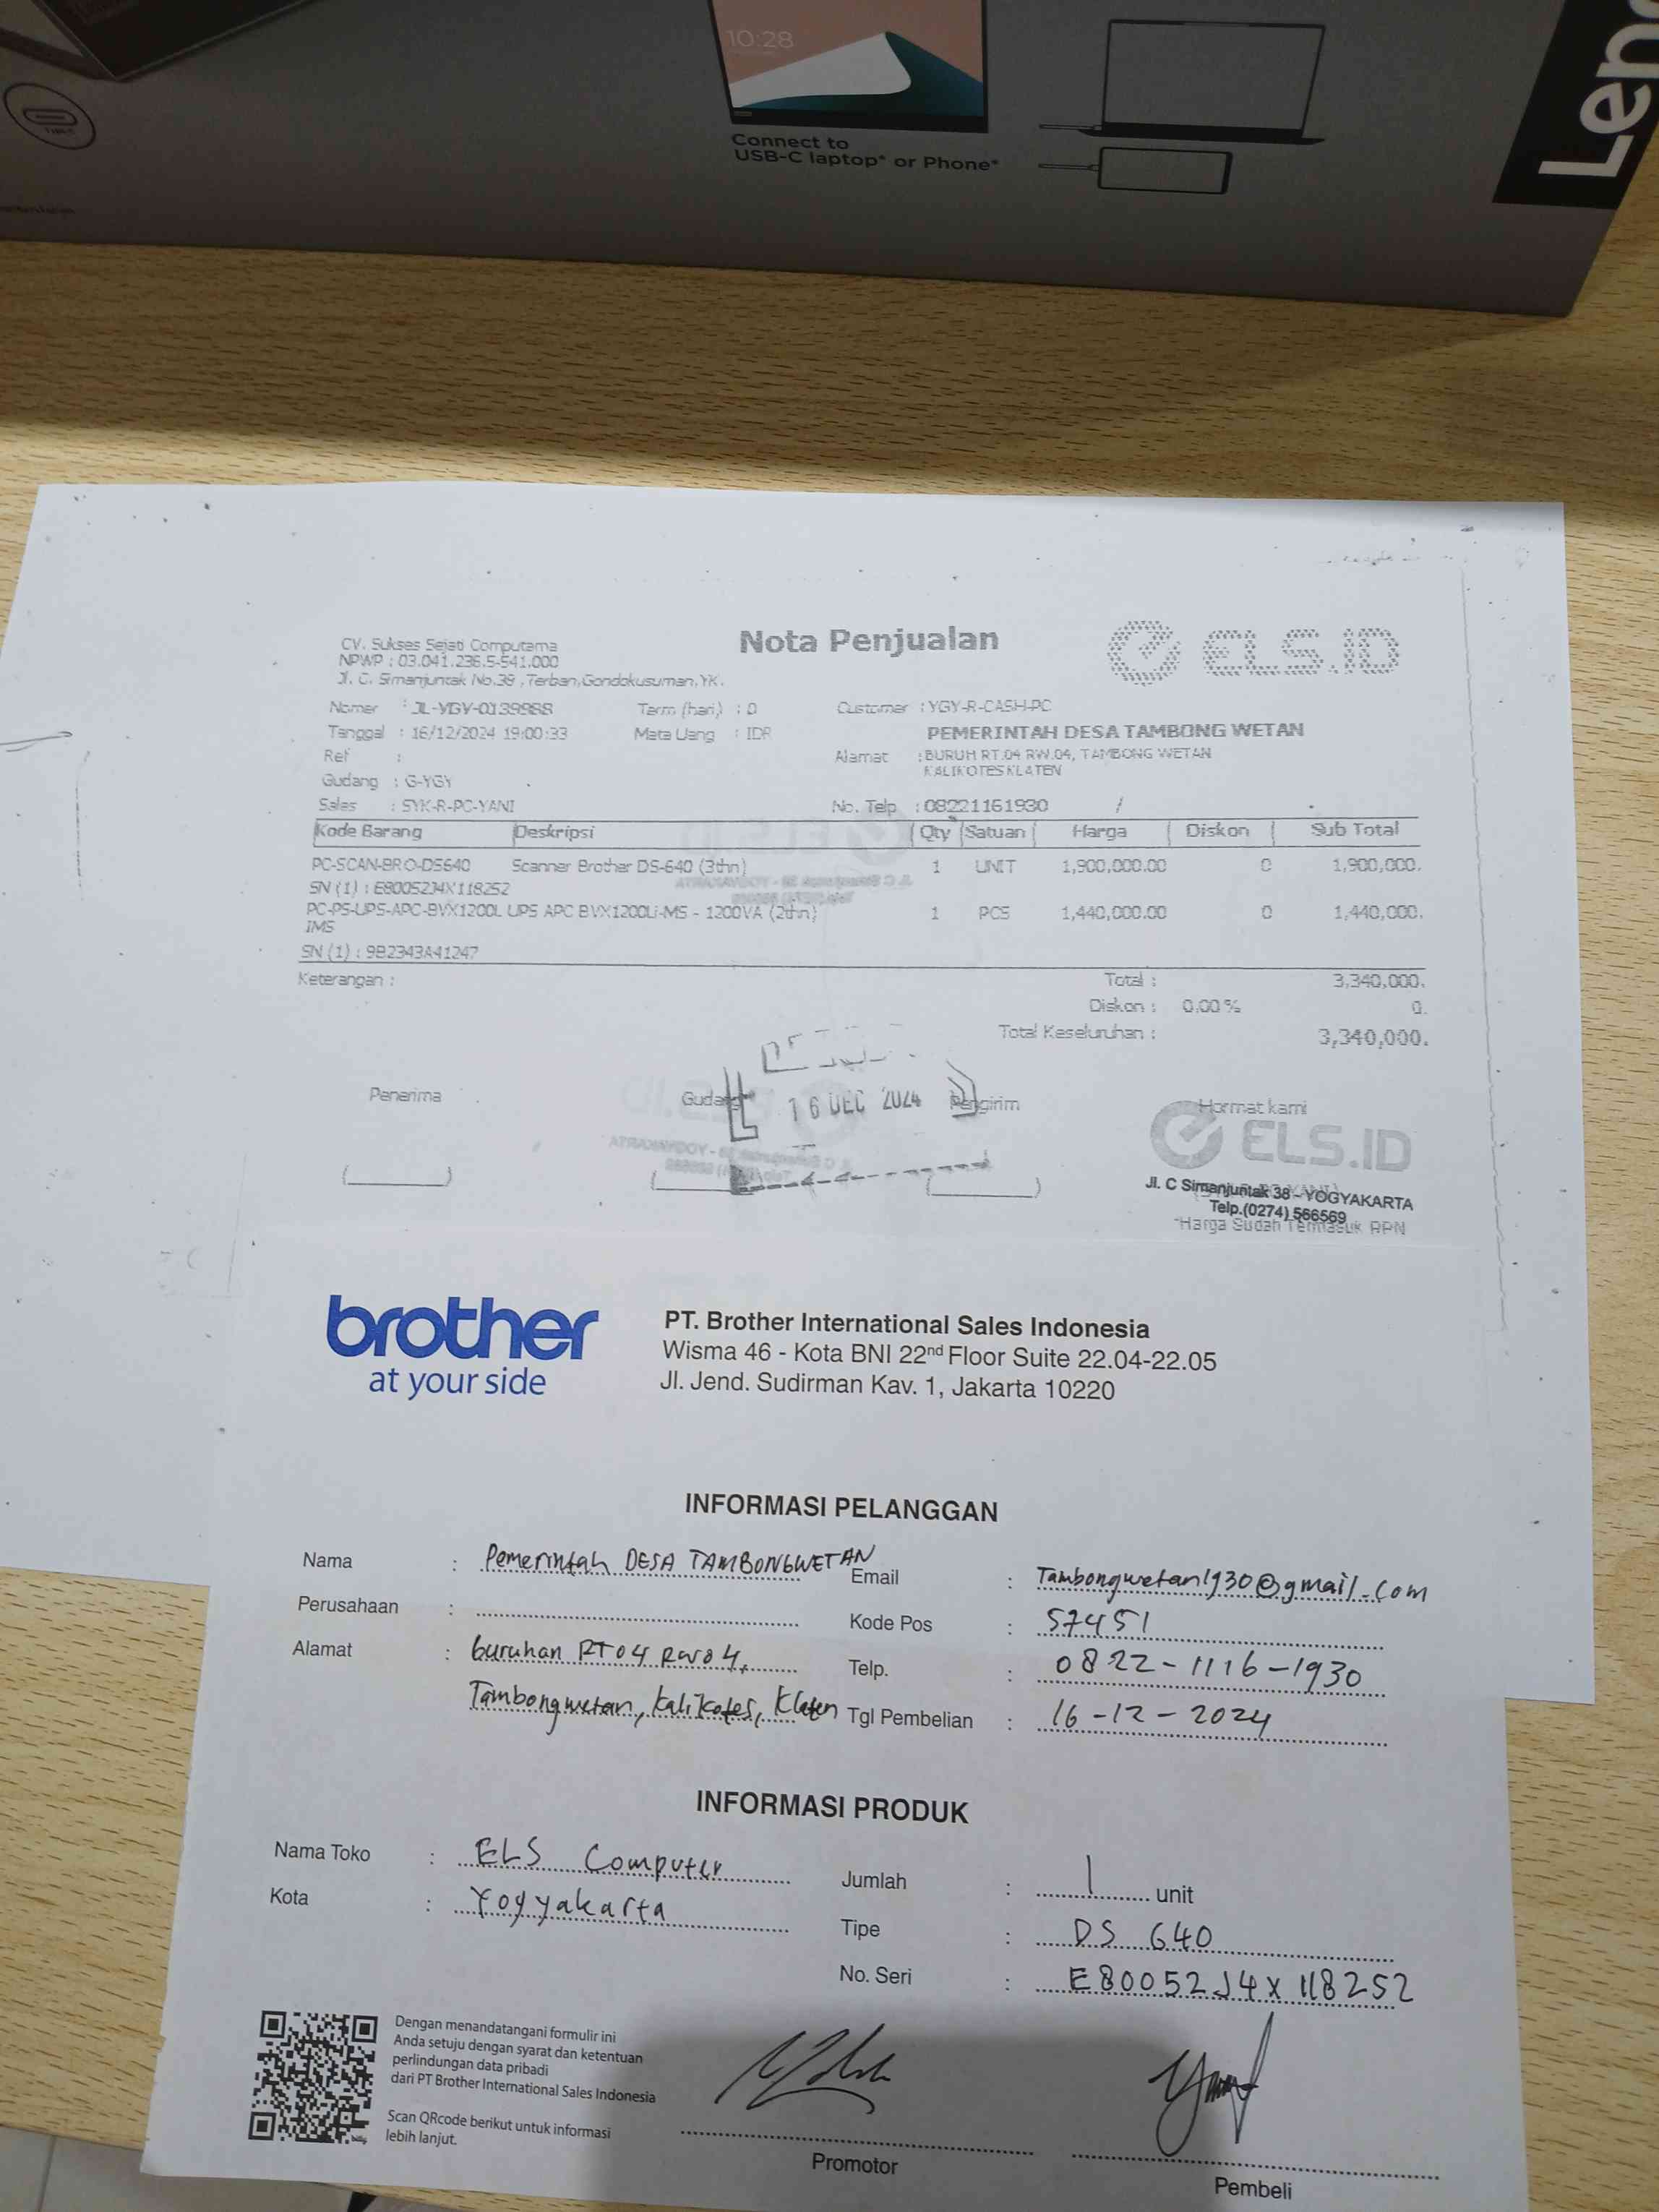 10:28
Connect to
USB-C laptop* or Phone*
Leno
Nota Penjualan
ELS.ID
CV. Sukses Sejati Computama
NPWP : 03.041.236.5-541.000
Jl. C. Simanjuntak No.38 ,Terban,Gondokusuman,YK.
Nomer : JL-YGY-0139988 Term (hari) : 0 Customer : YGY-R-CASH-PC
Tanggal : 16/12/2024 19:00:33 Mata Uang : IDR PEMERINTAH DESA TAMBONG WETAN
Ref : Alamat : BURUH RT.04 RW.04, TAMBONG WETAN
KALIKOTES KLATEN
Gudang : G-YGY
Sales : SYK-R-PC-YANI No. Telp : 08221161930 /
Kode Barang Deskripsi Qty Satuan Harga Diskon Sub Total
PC-SCAN-BRO-DS640 Scanner Brother DS-640 (3thn) 1 UNIT 1,900,000.00 0 1,900,000.
SN (1) : E80052J4X118252
PC-PS-UPS-APC-BVX1200L UPS APC BVX1200Li-MS - 1200VA (2thn) 1 PCS 1,440,000.00 0 1,440,000.
IMS
SN (1) : 9B2343A41247
Keterangan : Total : 3,340,000.
Diskon : 0.00 % 0.
Total Keseluruhan : 3,340,000.
Penerima Gudang Pengirim Hormat kami
16 DEC 2024
ELS.ID
Jl. C Simanjuntak 38 - YOGYAKARTA
Telp.(0274) 566569
*Harga Sudah Termasuk PPN
brother
at your side
PT. Brother International Sales Indonesia
Wisma 46 - Kota BNI 22nd Floor Suite 22.04-22.05
Jl. Jend. Sudirman Kav. 1, Jakarta 10220
INFORMASI PELANGGAN
Nama : Pemerintah DESA TAMBONGWETAN
Email : Tambongwetan1930@gmail.com
Perusahaan :
Kode Pos : 57451
Alamat : buruhan RT04 RW04,
Tambongwetan, Kalikotes, Klaten
Telp. : 0822-1116-1930
Tgl Pembelian : 16-12-2024
INFORMASI PRODUK
Nama Toko : ELS Computer
Kota : Yogyakarta
Jumlah : 1 unit
Tipe : DS 640
No. Seri : E80052J4X118252
Dengan menandatangani formulir ini
Anda setuju dengan syarat dan ketentuan
perlindungan data pribadi
dari PT Brother International Sales Indonesia
Scan QRcode berikut untuk informasi
lebih lanjut.
Promotor
Pembeli